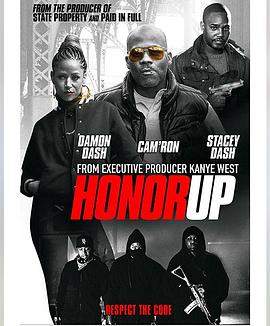 FROM THE PRODUCER OF
STATE PROPERTY AND PAID IN FULL
DAMON DASH
CAM'RON
STACEY DASH
FROM EXECUTIVE PRODUCER KANYE WEST
HONOR UP
RESPECT THE CODE